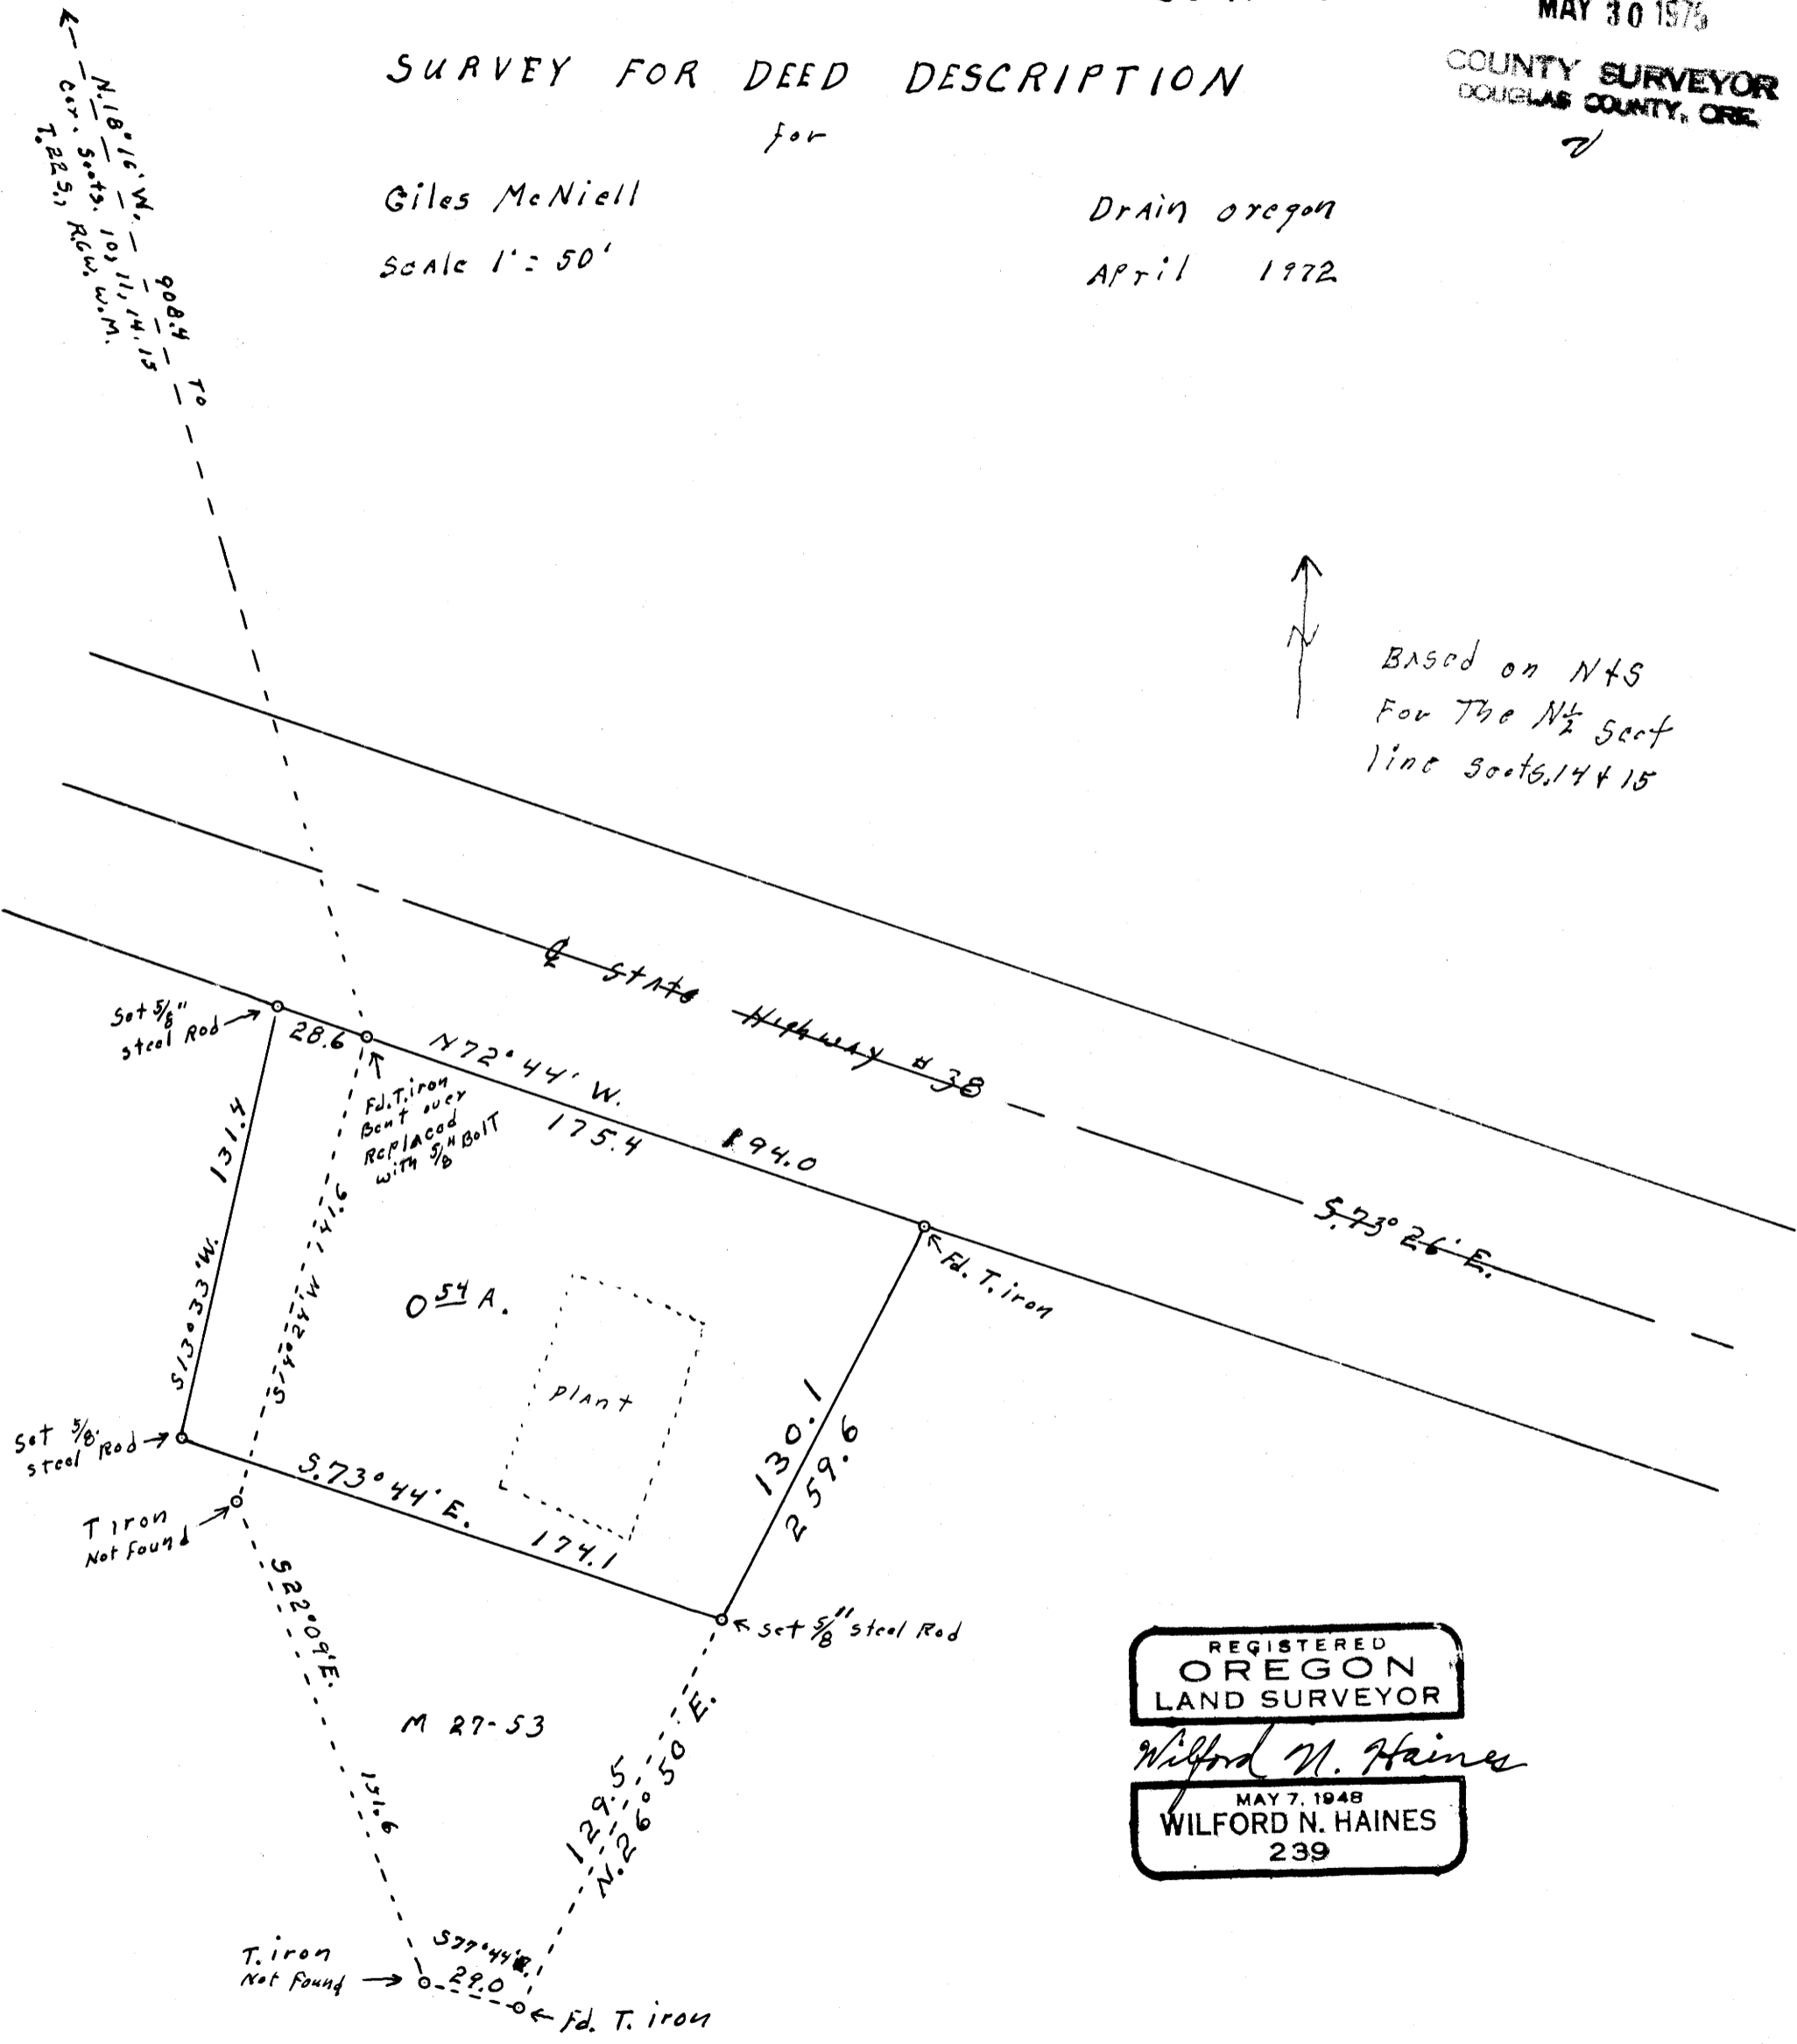 MAY 30 1975
COUNTY SURVEYOR
DOUGLAS COUNTY, ORE.
SURVEY FOR DEED DESCRIPTION
for
Giles McNiell
Scale 1" = 50'
Drain oregon
April 1972
N.18°16'W. 908.4 To
Cor. Sects. 10, 11, 14, 15
T.22S., R.6W. W.M.
N
Based on N&S
For The N½ Sect
line Sects. 14 & 15
℄ State Highway #38
S.73° 26' E.
Set 5/8"
steel Rod
28.6
N72°44' W.
175.4
194.0
Fd. T. iron
Bent over
Replaced
with 5/8" Bolt
Fd. T. iron
131.4
S13°33'W.
S14°24'W 141.6
0 54 A.
Plant
130.1
259.6
Set 5/8"
steel Rod
S.73°44' E.
174.1
T iron
Not Found
set 5/8" steel Rod
S22°09'E.
151.6
M 27-53
129.5
N.26°50' E.
T. iron
Not Found
S77°44'E.
29.0
Fd. T. iron
REGISTERED
OREGON
LAND SURVEYOR
Wilford N. Haines
MAY 7, 1948
WILFORD N. HAINES
239